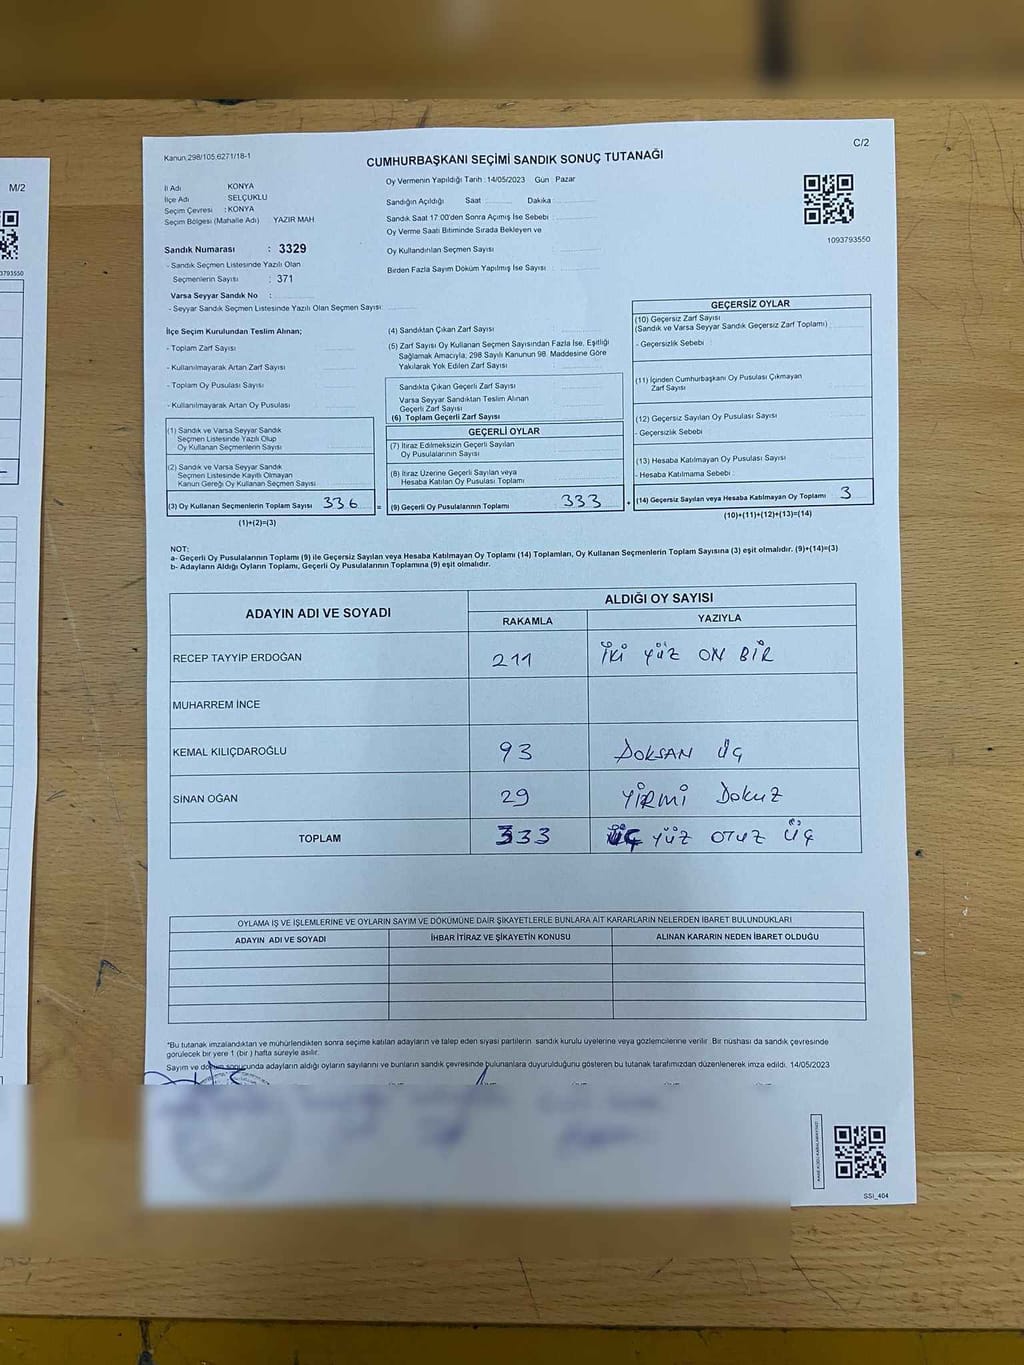 M/2
3793550
Kanun 298/105.6271/18-1
C/2
CUMHURBAŞKANI SEÇİMİ SANDIK SONUÇ TUTANAĞI
1093793550
İl Adı KONYA
İlçe Adı SELÇUKLU
Seçim Çevresi : KONYA
Seçim Bölgesi (Mahalle Adı) YAZIR MAH
Sandık Numarası : 3329
- Sandık Seçmen Listesinde Yazılı Olan
Seçmenlerin Sayısı : 371
Varsa Seyyar Sandık No :
- Seyyar Sandık Seçmen Listesinde Yazılı Olan Seçmen Sayısı:
Oy Vermenin Yapıldığı Tarih : 14/05/2023 Gün : Pazar
Sandığın Açıldığı Saat Dakika
Sandık Saat 17:00'den Sonra Açımış İse Sebebi
Oy Verme Saati Bitiminde Sırada Bekleyen ve
Oy Kullandırılan Seçmen Sayısı
Birden Fazla Sayım Döküm Yapılmış İse Sayısı
İlçe Seçim Kurulundan Teslim Alınan;
- Toplam Zarf Sayısı
- Kullanılmayarak Artan Zarf Sayısı
- Toplam Oy Pusulası Sayısı
- Kullanılmayarak Artan Oy Pusulası
(1) Sandık ve Varsa Seyyar Sandık
Seçmen Listesinde Yazılı Olup
Oy Kullanan Seçmenlerin Sayısı
(2) Sandık ve Varsa Seyyar Sandık
Seçmen Listesinde Kayıtlı Olmayan
Kanun Gereği Oy Kullanan Seçmen Sayısı
(3) Oy Kullanan Seçmenlerin Toplam Sayısı 336
(1)+(2)=(3)
(4) Sandıktan Çıkan Zarf Sayısı
(5) Zarf Sayısı Oy Kullanan Seçmen Sayısından Fazla İse, Eşitliği
Sağlamak Amacıyla, 298 Sayılı Kanunun 98. Maddesine Göre
Yakılarak Yok Edilen Zarf Sayısı
Sandıkta Çıkan Geçerli Zarf Sayısı
Varsa Seyyar Sandıktan Teslim Alınan
Geçerli Zarf Sayısı
(6) Toplam Geçerli Zarf Sayısı
GEÇERLİ OYLAR
(7) İtiraz Edilmeksizin Geçerli Sayılan
Oy Pusulalarının Sayısı
(8) İtiraz Üzerine Geçerli Sayılan veya
Hesaba Katılan Oy Pusulası Toplamı
= (9) Geçerli Oy Pusulalarının Toplamı 333 +
GEÇERSİZ OYLAR
(10) Geçersiz Zarf Sayısı
(Sandık ve Varsa Seyyar Sandık Geçersiz Zarf Toplamı)
- Geçersizlik Sebebi :
(11) İçinden Cumhurbaşkanı Oy Pusulası Çıkmayan
Zarf Sayısı
(12) Geçersiz Sayılan Oy Pusulası Sayısı
- Geçersizlik Sebebi
(13) Hesaba Katılmayan Oy Pusulası Sayısı
- Hesaba Katılmama Sebebi :
(14) Geçersiz Sayılan veya Hesaba Katılmayan Oy Toplamı 3
(10)+(11)+(12)+(13)=(14)
NOT:
a- Geçerli Oy Pusulalarının Toplamı (9) ile Geçersiz Sayılan veya Hesaba Katılmayan Oy Toplamı (14) Toplamları, Oy Kullanan Seçmenlerin Toplam Sayısına (3) eşit olmalıdır. (9)+(14)=(3)
b- Adayların Aldığı Oyların Toplamı, Geçerli Oy Pusulalarının Toplamına (9) eşit olmalıdır.
ADAYIN ADI VE SOYADI
ALDIĞI OY SAYISI
RAKAMLA YAZIYLA
RECEP TAYYİP ERDOĞAN 211 İKİ YÜZ ON BİR
MUHARREM İNCE
KEMAL KILIÇDAROĞLU 93 DOKSAN ÜÇ
SİNAN OĞAN 29 YİRMİ DOKUZ
TOPLAM 333 ÜÇ YÜZ OTUZ ÜÇ
OYLAMA İŞ VE İŞLEMLERİNE VE OYLARIN SAYIM VE DÖKÜMÜNE DAİR ŞİKAYETLERLE BUNLARA AİT KARARLARIN NELERDEN İBARET BULUNDUKLARI
ADAYIN ADI VE SOYADI İHBAR İTİRAZ VE ŞİKAYETİN KONUSU ALINAN KARARIN NEDEN İBARET OLDUĞU
*Bu tutanak imzalandıktan ve mühürlendikten sonra seçime katılan adayların ve talep eden siyasi partilerin sandık kurulu üyelerine veya gözlemcilerine verilir. Bir nüshası da sandık çevresinde
görülecek bir yere 1 (bir) hafta süreyle asılır.
Sayım ve döküm sonucunda adayların aldığı oyların sayılarını ve bunların sandık çevresinde bulunanlara duyurulduğunu gösteren bu tutanak tarafımızdan düzenlenerek imza edildi. 14/05/2023
SSI_404